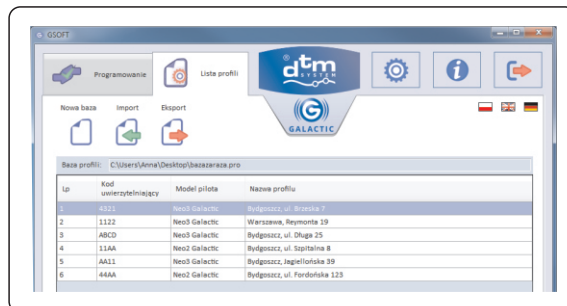 GSOFT
Programowanie
Lista profili
dtm
SYSTEM
Nowa baza Import Eksport
GALACTIC
Baza profili: C:\Users\Anna\Desktop\bazazaraza.pro
Lp Kod uwierzytelniający Model pilota Nazwa profilu
1 4321 Neo3 Galactic Bydgoszcz, ul. Brzeska 7
2 1122 Neo3 Galactic Warszawa, Reymonta 19
3 ABCD Neo3 Galactic Bydgoszcz, ul. Długa 25
4 11AA Neo2 Galactic Bydgoszcz, ul. Szpitalna 8
5 AA11 Neo3 Galactic Bydgoszcz, Jagiellońska 39
6 44AA Neo2 Galactic Bydgoszcz, ul. Fordońska 123